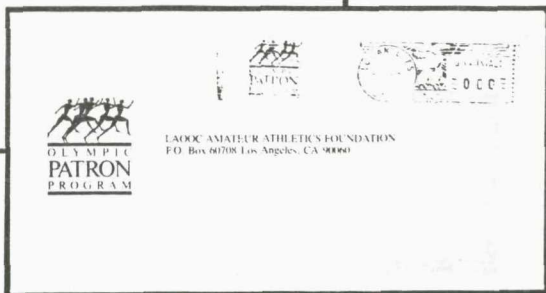 PATRON
OLYMPIC
PATRON
PROGRAM
LAOOC AMATEUR ATHLETICS FOUNDATION
P.O. Box 60708 Los Angeles, CA 90060